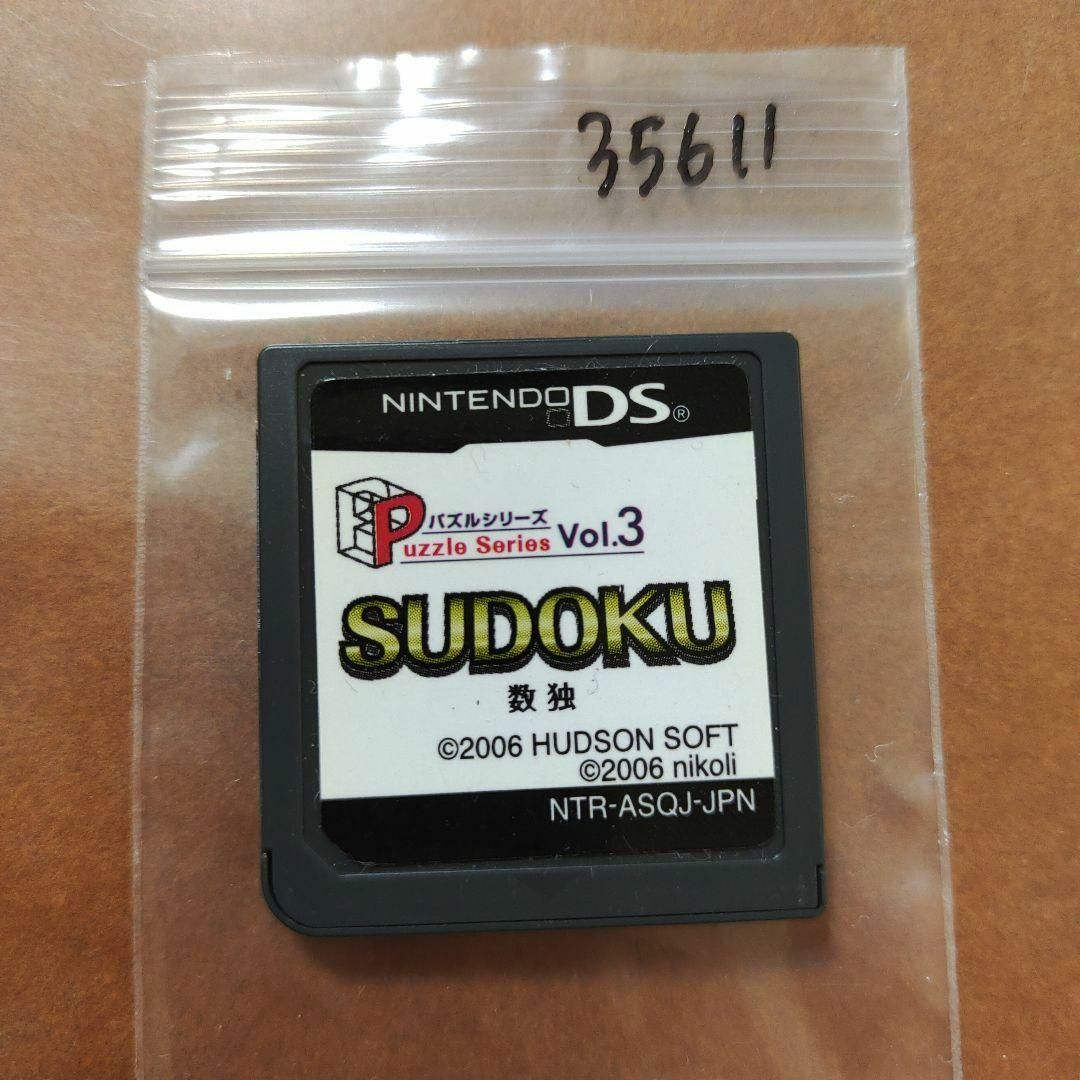 35611
NINTENDO DS®
パズルシリーズ
Puzzle Series Vol.3
SUDOKU
数独
©2006 HUDSON SOFT
©2006 nikoli
NTR-ASQJ-JPN